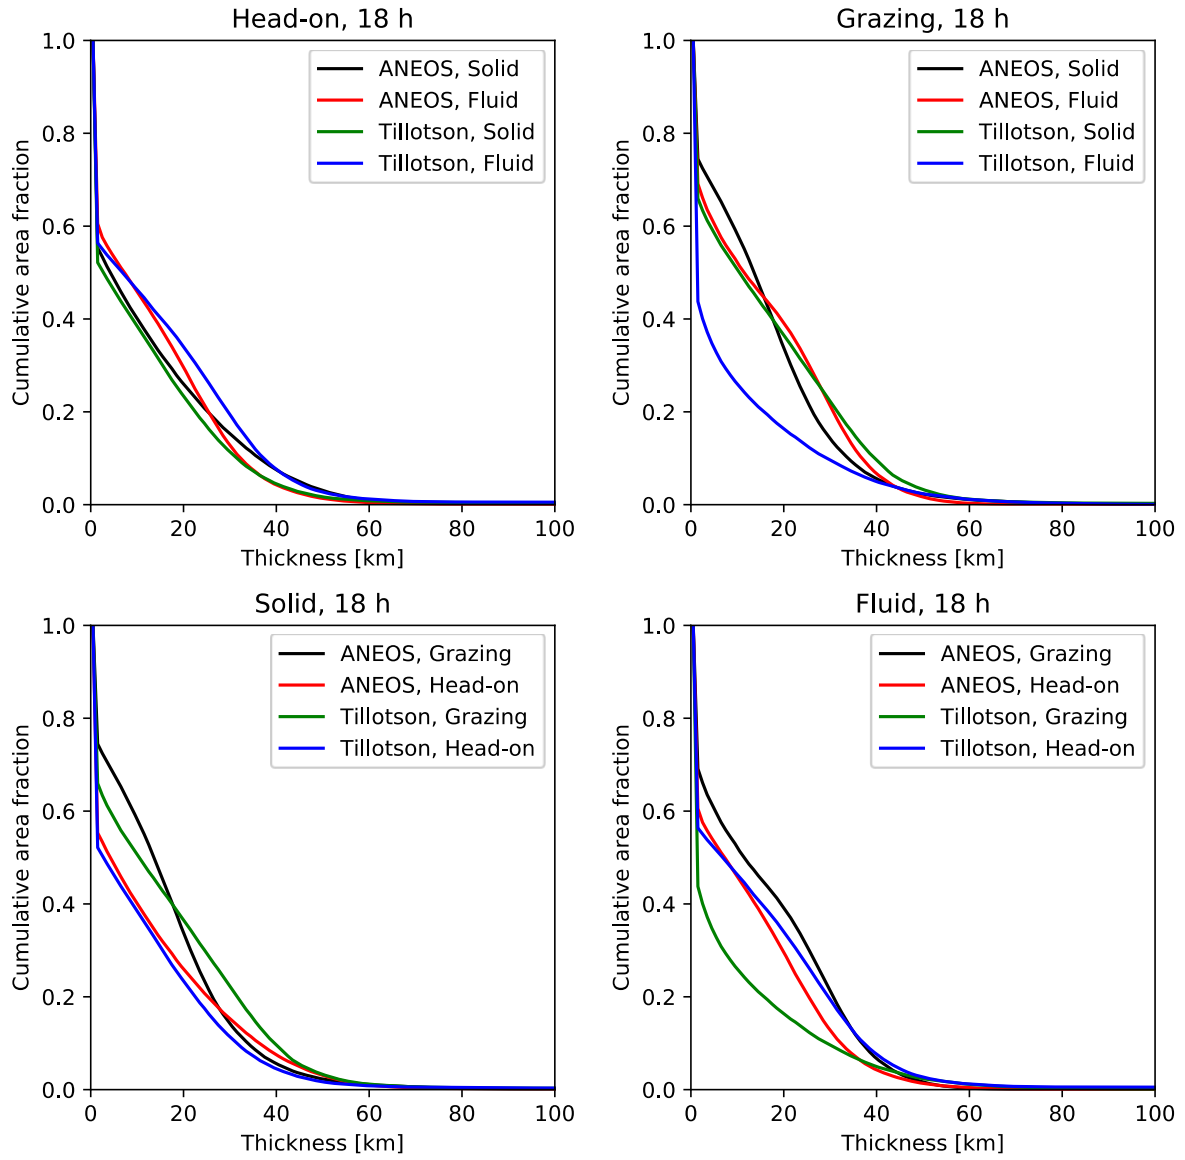 Head-on, 18 h
1.0
0.8
0.6
0.4
0.2
0.0
Cumulative area fraction
ANEOS, Solid
ANEOS, Fluid
Tillotson, Solid
Tillotson, Fluid
0 20 40 60 80 100
Thickness [km]
Grazing, 18 h
1.0
0.8
0.6
0.4
0.2
0.0
Cumulative area fraction
ANEOS, Solid
ANEOS, Fluid
Tillotson, Solid
Tillotson, Fluid
0 20 40 60 80 100
Thickness [km]
Solid, 18 h
1.0
0.8
0.6
0.4
0.2
0.0
Cumulative area fraction
ANEOS, Grazing
ANEOS, Head-on
Tillotson, Grazing
Tillotson, Head-on
0 20 40 60 80 100
Thickness [km]
Fluid, 18 h
1.0
0.8
0.6
0.4
0.2
0.0
Cumulative area fraction
ANEOS, Grazing
ANEOS, Head-on
Tillotson, Grazing
Tillotson, Head-on
0 20 40 60 80 100
Thickness [km]